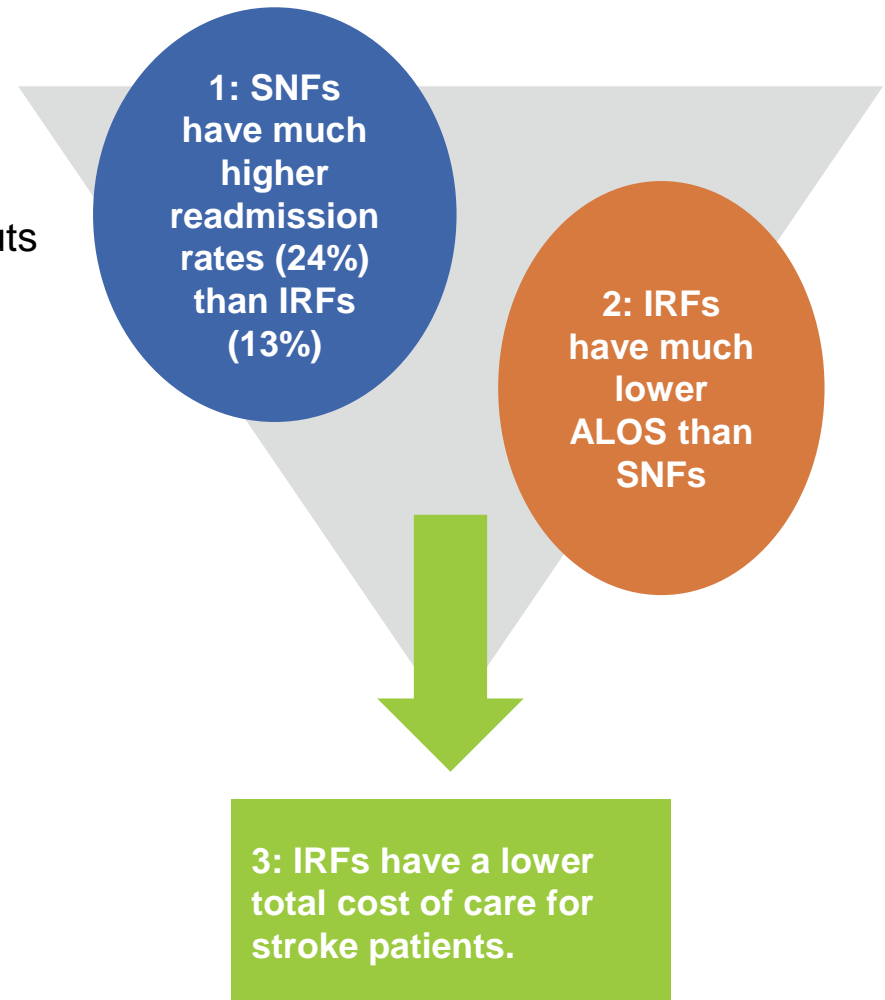 1: SNFs
have much
higher
readmission
rates (24%)
than IRFs
(13%)
2: IRFs
have much
lower
ALOS than
SNFs
3: IRFs have a lower
total cost of care for
stroke patients.